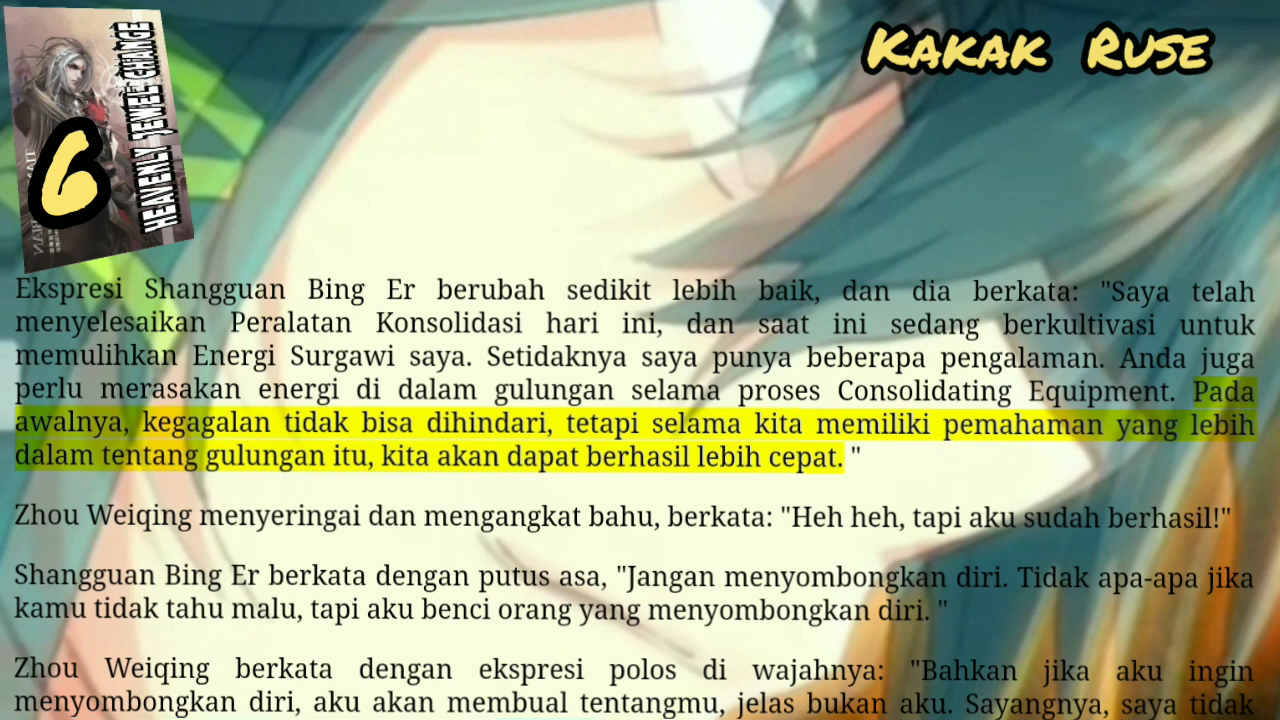 KAKAK RUSE
6
HEAVENLY JEWEL CHANGE
Ekspresi Shangguan Bing Er berubah sedikit lebih baik, dan dia berkata: "Saya telah
menyelesaikan Peralatan Konsolidasi hari ini, dan saat ini sedang berkultivasi untuk
memulihkan Energi Surgawi saya. Setidaknya saya punya beberapa pengalaman. Anda juga
perlu merasakan energi di dalam gulungan selama proses Consolidating Equipment. Pada
awalnya, kegagalan tidak bisa dihindari, tetapi selama kita memiliki pemahaman yang lebih
dalam tentang gulungan itu, kita akan dapat berhasil lebih cepat. "
Zhou Weiqing menyeringai dan mengangkat bahu, berkata: "Heh heh, tapi aku sudah berhasil!"
Shangguan Bing Er berkata dengan putus asa, "Jangan menyombongkan diri. Tidak apa-apa jika
kamu tidak tahu malu, tapi aku benci orang yang menyombongkan diri. "
Zhou Weiqing berkata dengan ekspresi polos di wajahnya: "Bahkan jika aku ingin
menyombongkan diri, aku akan membual tentangmu, jelas bukan aku. Sayangnya, saya tidak